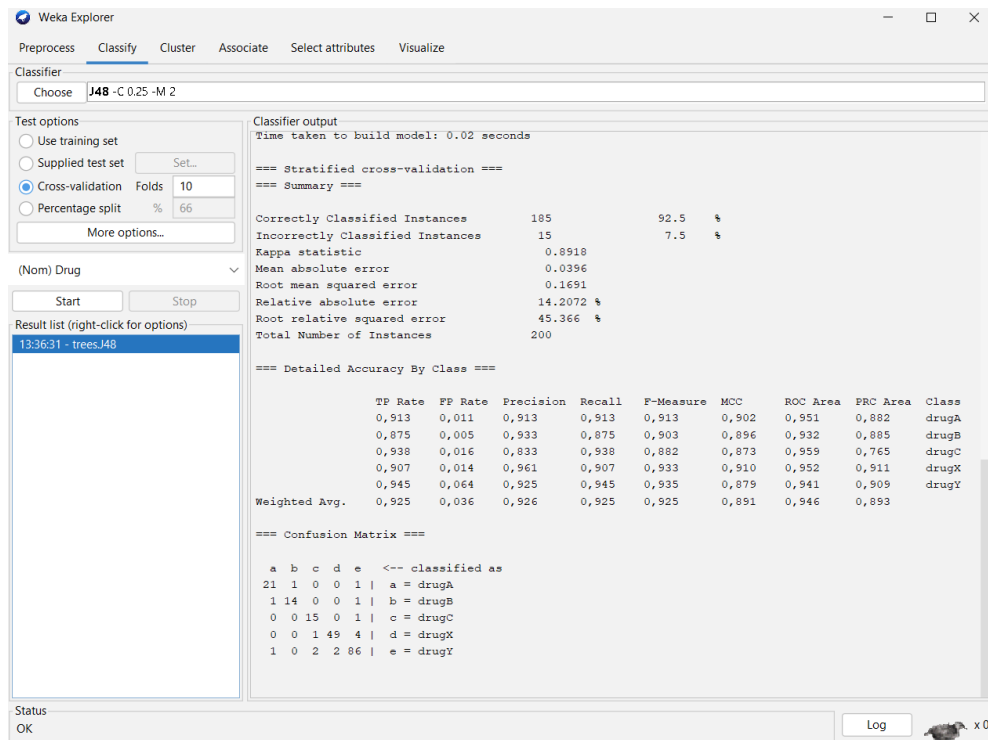 Weka Explorer
Preprocess Classify Cluster Associate Select attributes Visualize
Classifier
Choose J48 -C 0.25 -M 2
Test options
Use training set
Supplied test set Set...
Cross-validation Folds 10
Percentage split % 66
More options...
(Nom) Drug
Start Stop
Result list (right-click for options)
13:36:31 - trees.J48
Classifier output
Time taken to build model: 0.02 seconds
=== Stratified cross-validation ===
=== Summary ===
Correctly Classified Instances 185 92.5 %
Incorrectly Classified Instances 15 7.5 %
Kappa statistic 0.8918
Mean absolute error 0.0396
Root mean squared error 0.1691
Relative absolute error 14.2072 %
Root relative squared error 45.366 %
Total Number of Instances 200
=== Detailed Accuracy By Class ===
TP Rate FP Rate Precision Recall F-Measure MCC ROC Area PRC Area Class
0,913 0,011 0,913 0,913 0,913 0,902 0,951 0,882 drugA
0,875 0,005 0,933 0,875 0,903 0,896 0,932 0,885 drugB
0,938 0,016 0,833 0,938 0,882 0,873 0,959 0,765 drugC
0,907 0,014 0,961 0,907 0,933 0,910 0,952 0,911 drugX
0,945 0,064 0,925 0,945 0,935 0,879 0,941 0,909 drugY
Weighted Avg. 0,925 0,036 0,926 0,925 0,925 0,891 0,946 0,893
=== Confusion Matrix ===
a b c d e <-- classified as
21 1 0 0 1 | a = drugA
1 14 0 0 1 | b = drugB
0 0 15 0 1 | c = drugC
0 0 1 49 4 | d = drugX
1 0 2 2 86 | e = drugY
Status
OK
Log
x 0